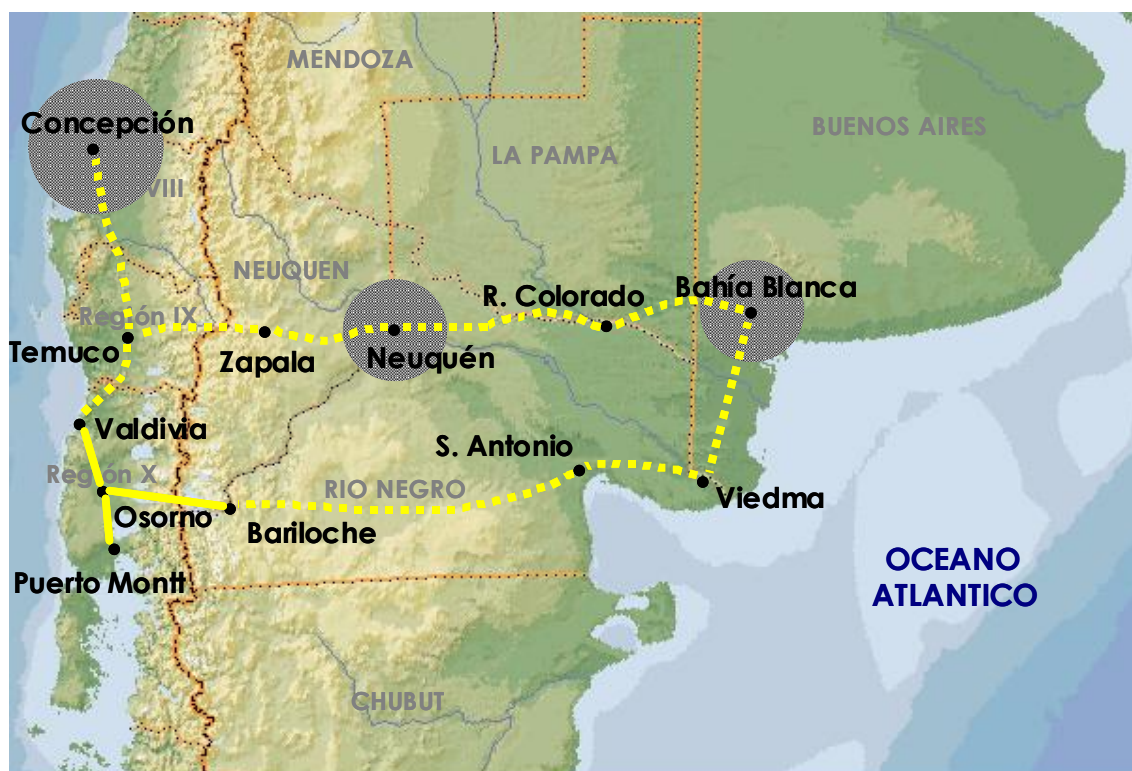 MENDOZA
Concepción
BUENOS AIRES
LA PAMPA
VIII
NEUQUEN
Bahía Blanca
R. Colorado
Región IX
Temuco
Zapala
Neuquén
Valdivia
S. Antonio
Región X
RIO NEGRO
Viedma
Osorno
Bariloche
OCEANO
ATLANTICO
Puerto Montt
CHUBUT